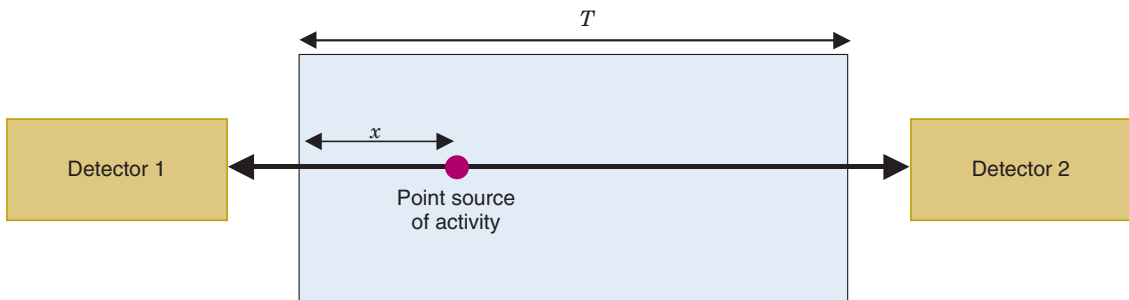 T
x
Detector 1
Detector 2
Point source
of activity